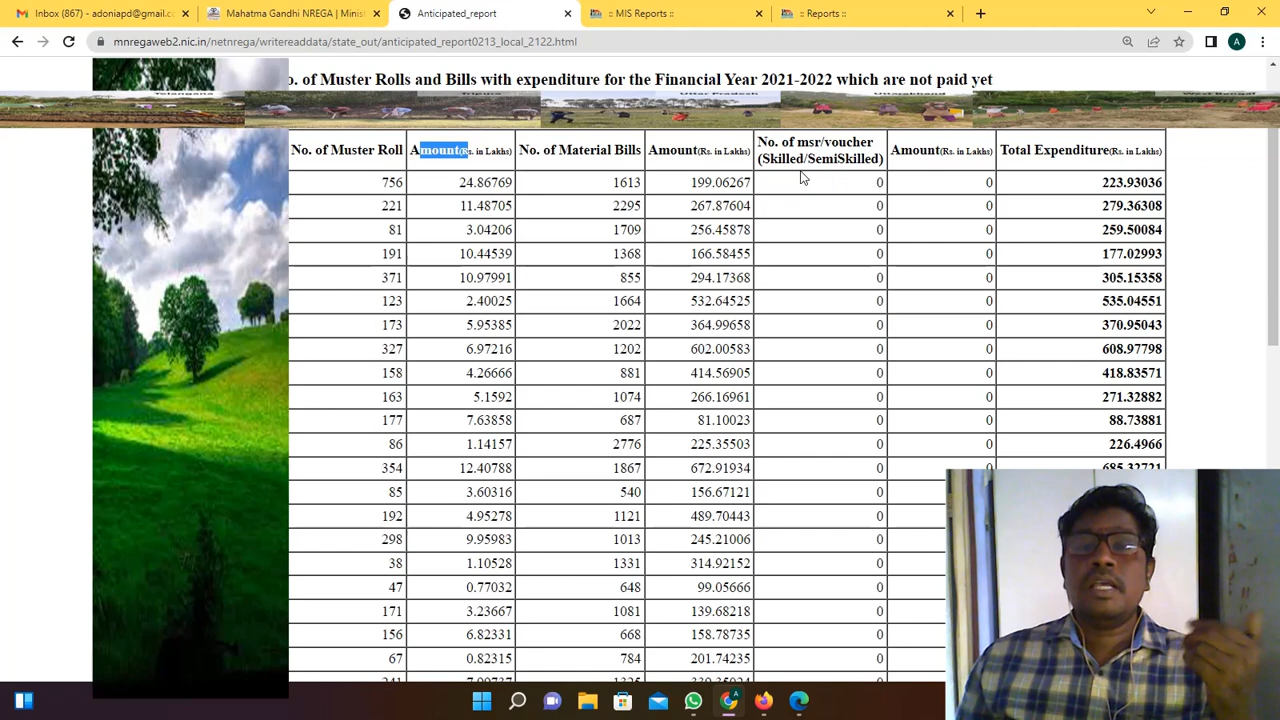 Inbox (867) - adoniapd@gmail.c
Mahatma Gandhi NREGA | Minis
Anticipated_report
:: MIS Reports ::
:: Reports ::
mnregaweb2.nic.in/netnrega/writereaddata/state_out/anticipated_report0213_local_2122.html
o. of Muster Rolls and Bills with expenditure for the Financial Year 2021-2022 which are not paid yet
No. of Muster Roll Amount(Rs. in Lakhs) No. of Material Bills Amount(Rs. in Lakhs) No. of msr/voucher (Skilled/SemiSkilled) Amount(Rs. in Lakhs) Total Expenditure(Rs. in Lakhs)
756 24.86769 1613 199.06267 0 0 223.93036
221 11.48705 2295 267.87604 0 0 279.36308
81 3.04206 1709 256.45878 0 0 259.50084
191 10.44539 1368 166.58455 0 0 177.02993
371 10.97991 855 294.17368 0 0 305.15358
123 2.40025 1664 532.64525 0 0 535.04551
173 5.95385 2022 364.99658 0 0 370.95043
327 6.97216 1202 602.00583 0 0 608.97798
158 4.26666 881 414.56905 0 0 418.83571
163 5.1592 1074 266.16961 0 0 271.32882
177 7.63858 687 81.10023 0 0 88.73881
86 1.14157 2776 225.35503 0 0 226.4966
354 12.40788 1867 672.91934 0 0 685.32721
85 3.60316 540 156.67121 0
192 4.95278 1121 489.70443 0
298 9.95983 1013 245.21006 0
38 1.10528 1331 314.92152 0
47 0.77032 648 99.05666 0
171 3.23667 1081 139.68218 0
156 6.82331 668 158.78735 0
67 0.82315 784 201.74235 0